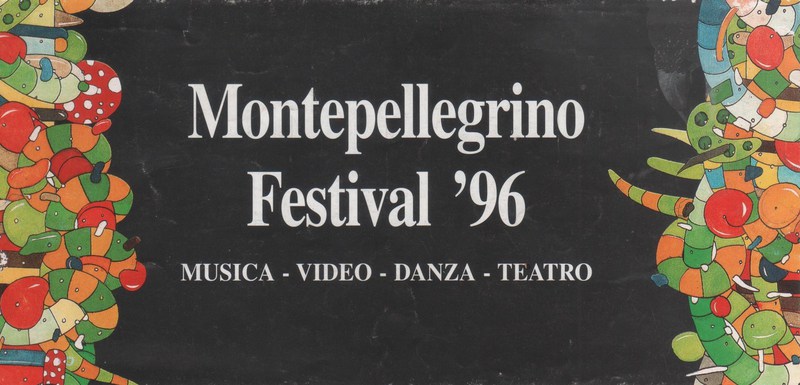 Montepellegrino
Festival ’96
MUSICA - VIDEO - DANZA - TEATRO